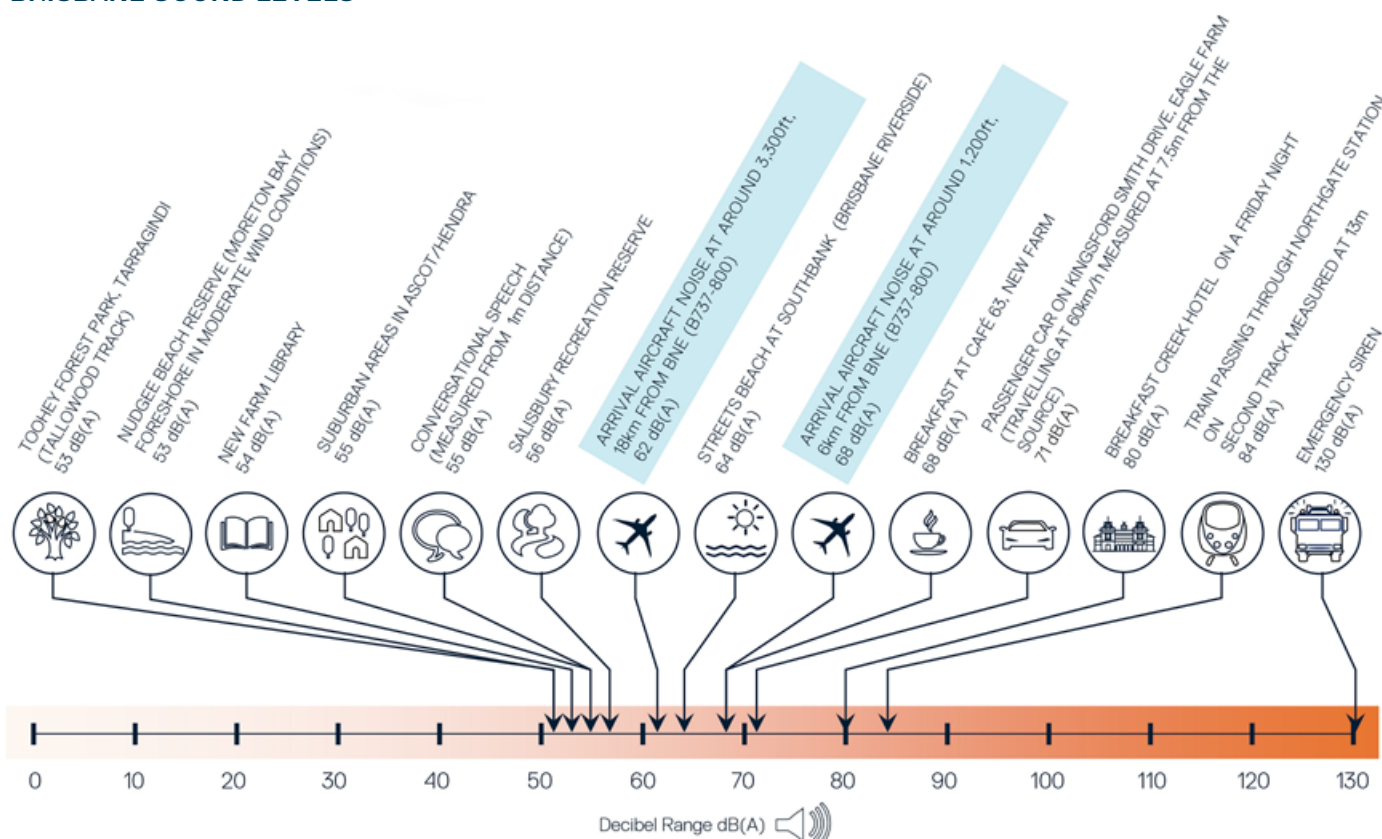 BRISBANE SOUND LEVELS
TOOHEY FOREST PARK, TARRAGINDI
(TALLOWOOD TRACK)
53 dB(A)
NUDGEE BEACH RESERVE (MORETON BAY
FORESHORE IN MODERATE WIND CONDITIONS)
53 dB(A)
NEW FARM LIBRARY
54 dB(A)
SUBURBAN AREAS IN ASCOT/HENDRA
55 dB(A)
CONVERSATIONAL SPEECH
(MEASURED FROM 1m DISTANCE)
55 dB(A)
SALISBURY RECREATION RESERVE
56 dB(A)
ARRIVAL AIRCRAFT NOISE AT AROUND 3,300ft.
18km FROM BNE (B737-800)
62 dB(A)
STREETS BEACH AT SOUTHBANK (BRISBANE RIVERSIDE)
64 dB(A)
ARRIVAL AIRCRAFT NOISE AT AROUND 1,200ft.
6km FROM BNE (B737-800)
68 dB(A)
BREAKFAST AT CAFÉ 63, NEW FARM
68 dB(A)
PASSENGER CAR ON KINGSFORD SMITH DRIVE, EAGLE FARM
(TRAVELLING AT 60km/h MEASURED AT 7.5m FROM THE
SOURCE)
71 dB(A)
BREAKFAST CREEK HOTEL ON A FRIDAY NIGHT
80 dB(A)
TRAIN PASSING THROUGH NORTHGATE STATION
ON
SECOND TRACK MEASURED AT 13m
84 dB(A)
EMERGENCY SIREN
130 dB(A)
0 10 20 30 40 50 60 70 80 90 100 110 120 130
Decibel Range dB(A)